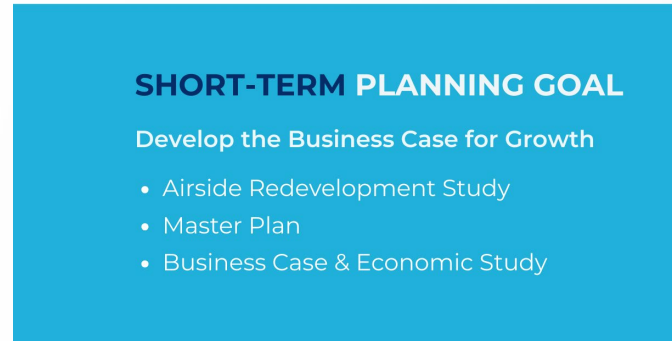 SHORT-TERM PLANNING GOAL
Develop the Business Case for Growth
• Airside Redevelopment Study
• Master Plan
• Business Case & Economic Study